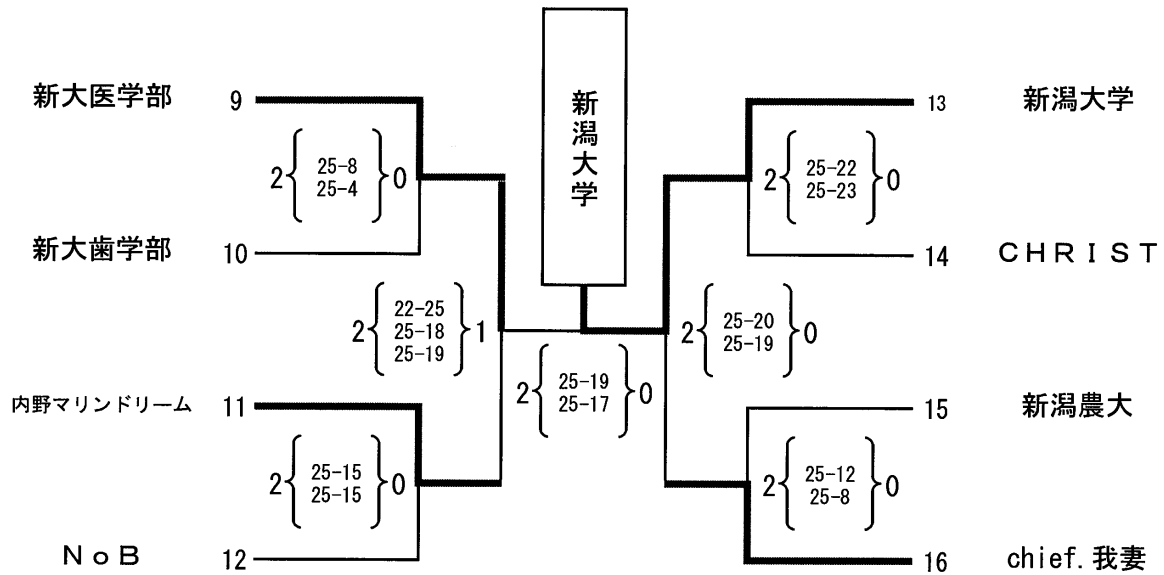 新潟大学
新大医学部 9
2 25-8 0
25-4
新大歯学部 10
2 22-25 1
25-18
25-19
内野マリンドリーム 11
2 25-15 0
25-15
NoB 12
2 25-19 0
25-17
13 新潟大学
2 25-22 0
25-23
14 CHRIST
2 25-20 0
25-19
15 新潟農大
2 25-12 0
25-8
16 chief.我妻